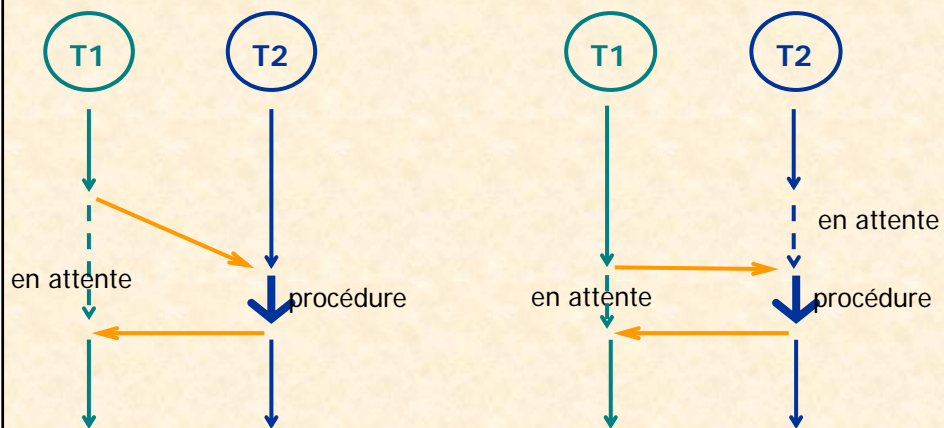 T1
T2
en attente
procédure
T1
T2
en attente
en attente
procédure